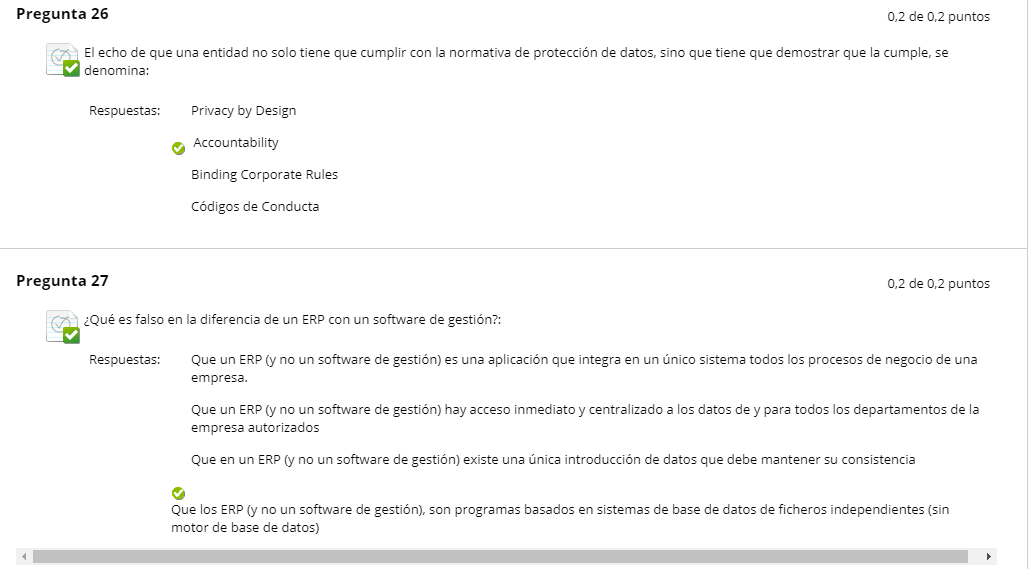 Pregunta 26
0,2 de 0,2 puntos
El echo de que una entidad no solo tiene que cumplir con la normativa de protección de datos, sino que tiene que demostrar que la cumple, se
denomina:
Respuestas:
Privacy by Design
Accountability
Binding Corporate Rules
Códigos de Conducta
Pregunta 27
0,2 de 0,2 puntos
¿Qué es falso en la diferencia de un ERP con un software de gestión?:
Respuestas:
Que un ERP (y no un software de gestión) es una aplicación que integra en un único sistema todos los procesos de negocio de una
empresa.
Que un ERP (y no un software de gestión) hay acceso inmediato y centralizado a los datos de y para todos los departamentos de la
empresa autorizados
Que en un ERP (y no un software de gestión) existe una única introducción de datos que debe mantener su consistencia
Que los ERP (y no un software de gestión), son programas basados en sistemas de base de datos de ficheros independientes (sin
motor de base de datos)